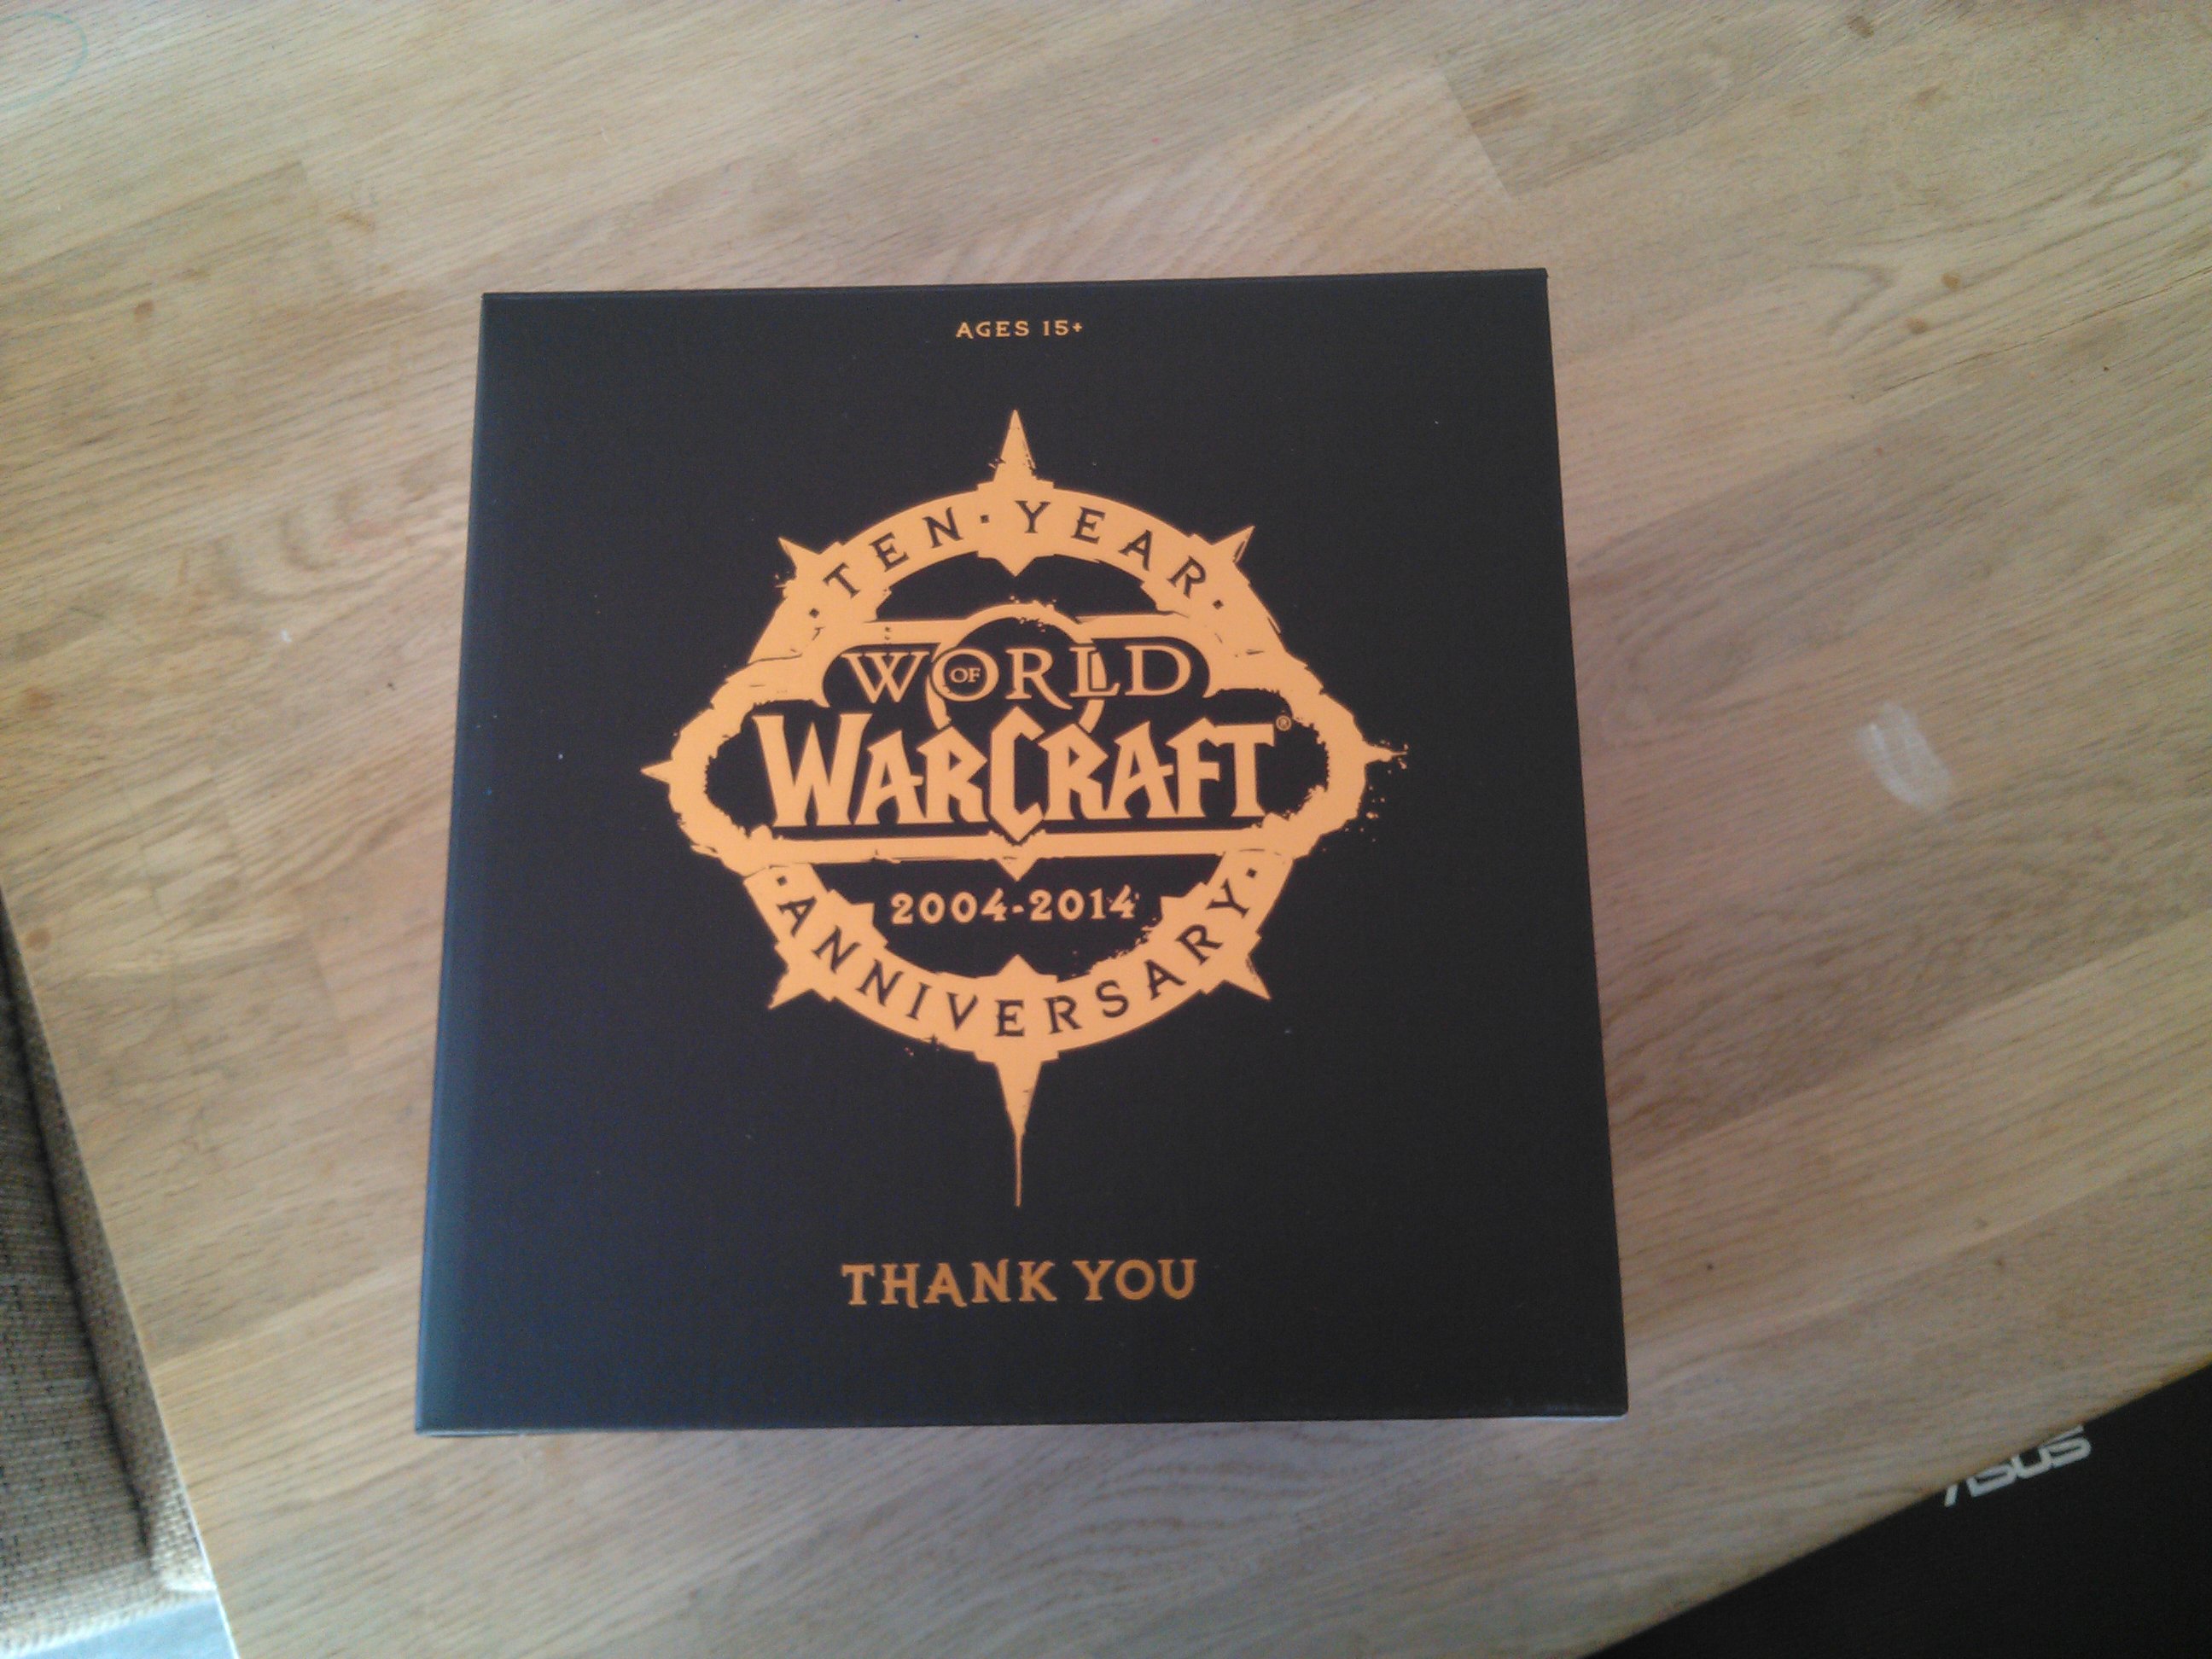 AGES 15+
· TEN · YEAR ·
WORLD
OF
WARCRAFT®
2004-2014
· ANNIVERSARY ·
THANK YOU
ASUS